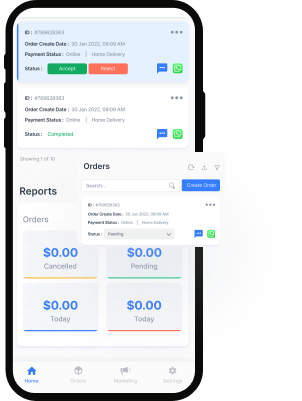 ID : #789628363
Order Create Date : 30 Jan 2022, 09:09 AM
Payment Status : Online | Home Delivery
Status : Accept Reject
ID : #789628363
Order Create Date : 30 Jan 2022, 09:09 AM
Payment Status : Online | Home Delivery
Status : Completed
Showing 1 of 10
Orders
Search... Create Order
ID : #789628363
Order Create Date : 30 Jan 2022, 09:09 AM
Payment Status : Online | Home Delivery
Status : Pending
Reports
Orders
$0.00 $0.00
Cancelled Pending
$0.00 $0.00
Today Today
Home Orders Marketing Settings